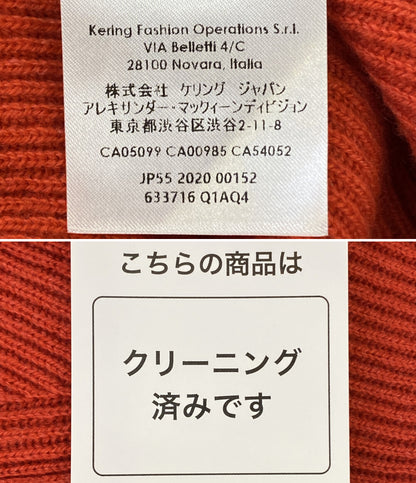 Kering Fashion Operations S.r.l.
VIA Belletti 4/C
28100 Novara, Italia
株式会社 ケリング ジャパン
アレキサンダー・マックィーンディビジョン
東京都渋谷区渋谷2-11-8
CA05099 CA00985 CA54052
JP55 2020 00152
633716 Q1AQ4
こちらの商品は
クリーニング
済みです